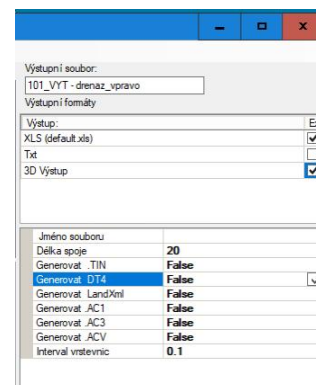 Výstupní soubor:
101_VYT - drenaz_vpravo
Výstupní formáty
Výstup: Ex
XLS (default.xls)
Txt
3D Výstup
Jméno souboru
Délka spoje 20
Generovat .TIN False
Generovat DT4 False
Generovat LandXml False
Generovat .AC1 False
Generovat .AC3 False
Generovat .ACV False
Interval vrstevnic 0.1